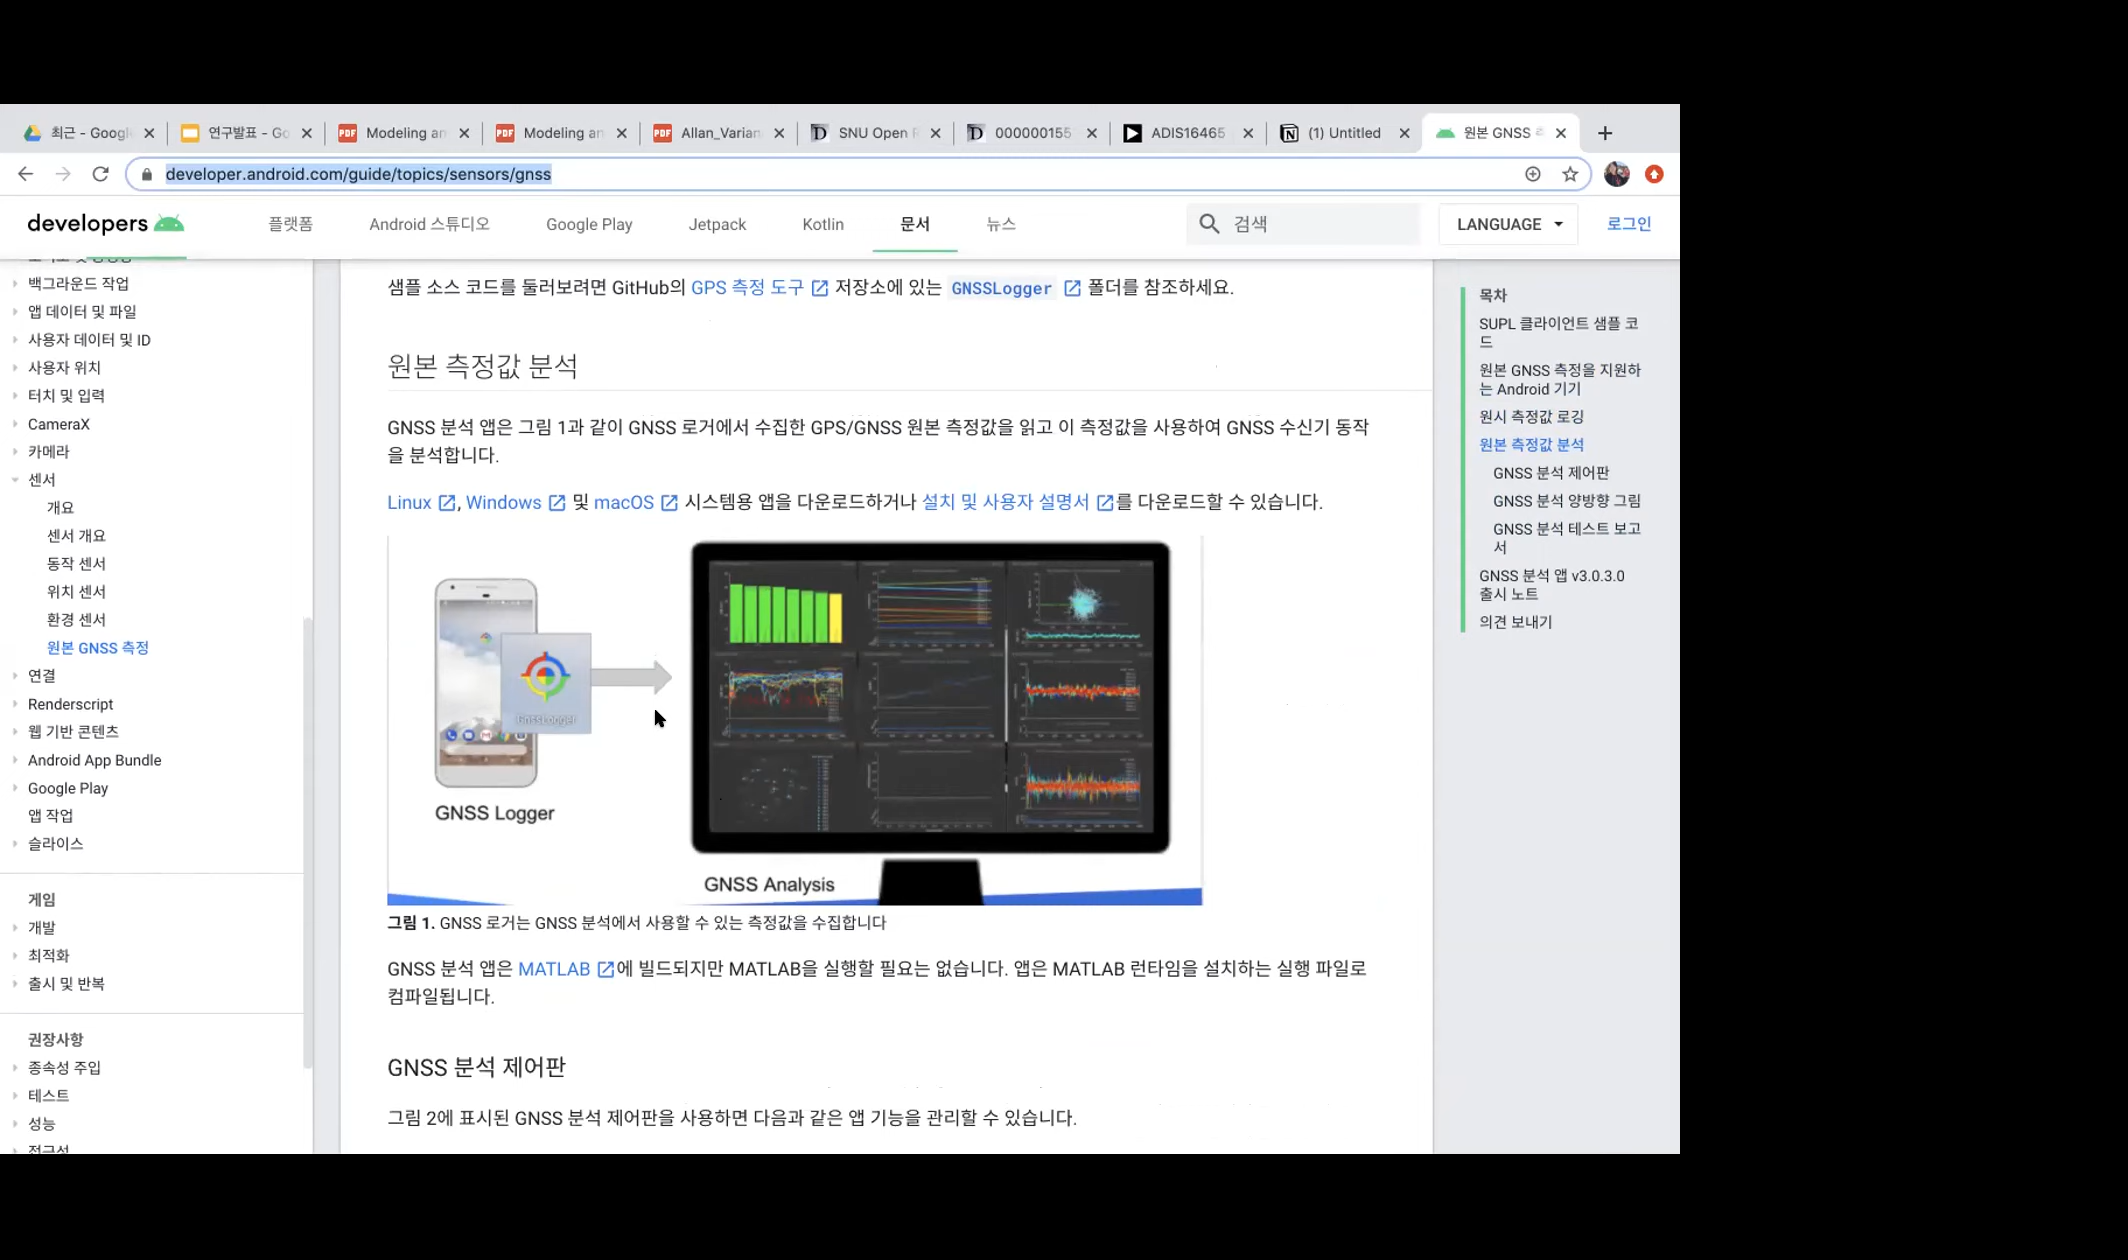 최근 - Googl
연구발표 - Go
Modeling an
Modeling an
Allan_Varian
SNU Open
000000155
ADIS16465
(1) Untitled
원본 GNSS
developer.android.com/guide/topics/sensors/gnss
developers
플랫폼
Android 스튜디오
Google Play
Jetpack
Kotlin
문서
뉴스
검색
LANGUAGE
로그인
백그라운드 작업
앱 데이터 및 파일
사용자 데이터 및 ID
사용자 위치
터치 및 입력
CameraX
카메라
센서
개요
센서 개요
동작 센서
위치 센서
환경 센서
원본 GNSS 측정
연결
Renderscript
웹 기반 콘텐츠
Android App Bundle
Google Play
앱 작업
슬라이스
게임
개발
최적화
출시 및 반복
권장사항
종속성 주입
테스트
성능
접근성
샘플 소스 코드를 둘러보려면 GitHub의 GPS 측정 도구 저장소에 있는 GNSSLogger 폴더를 참조하세요.
원본 측정값 분석
GNSS 분석 앱은 그림 1과 같이 GNSS 로거에서 수집한 GPS/GNSS 원본 측정값을 읽고 이 측정값을 사용하여 GNSS 수신기 동작
을 분석합니다.
Linux, Windows 및 macOS 시스템용 앱을 다운로드하거나 설치 및 사용자 설명서를 다운로드할 수 있습니다.
GnssLogger
GNSS Logger
GNSS Analysis
그림 1. GNSS 로거는 GNSS 분석에서 사용할 수 있는 측정값을 수집합니다
GNSS 분석 앱은 MATLAB에 빌드되지만 MATLAB을 실행할 필요는 없습니다. 앱은 MATLAB 런타임을 설치하는 실행 파일로
컴파일됩니다.
GNSS 분석 제어판
그림 2에 표시된 GNSS 분석 제어판을 사용하면 다음과 같은 앱 기능을 관리할 수 있습니다.
목차
SUPL 클라이언트 샘플 코
드
원본 GNSS 측정을 지원하
는 Android 기기
원시 측정값 로깅
원본 측정값 분석
GNSS 분석 제어판
GNSS 분석 양방향 그림
GNSS 분석 테스트 보고
서
GNSS 분석 앱 v3.0.3.0
출시 노트
의견 보내기